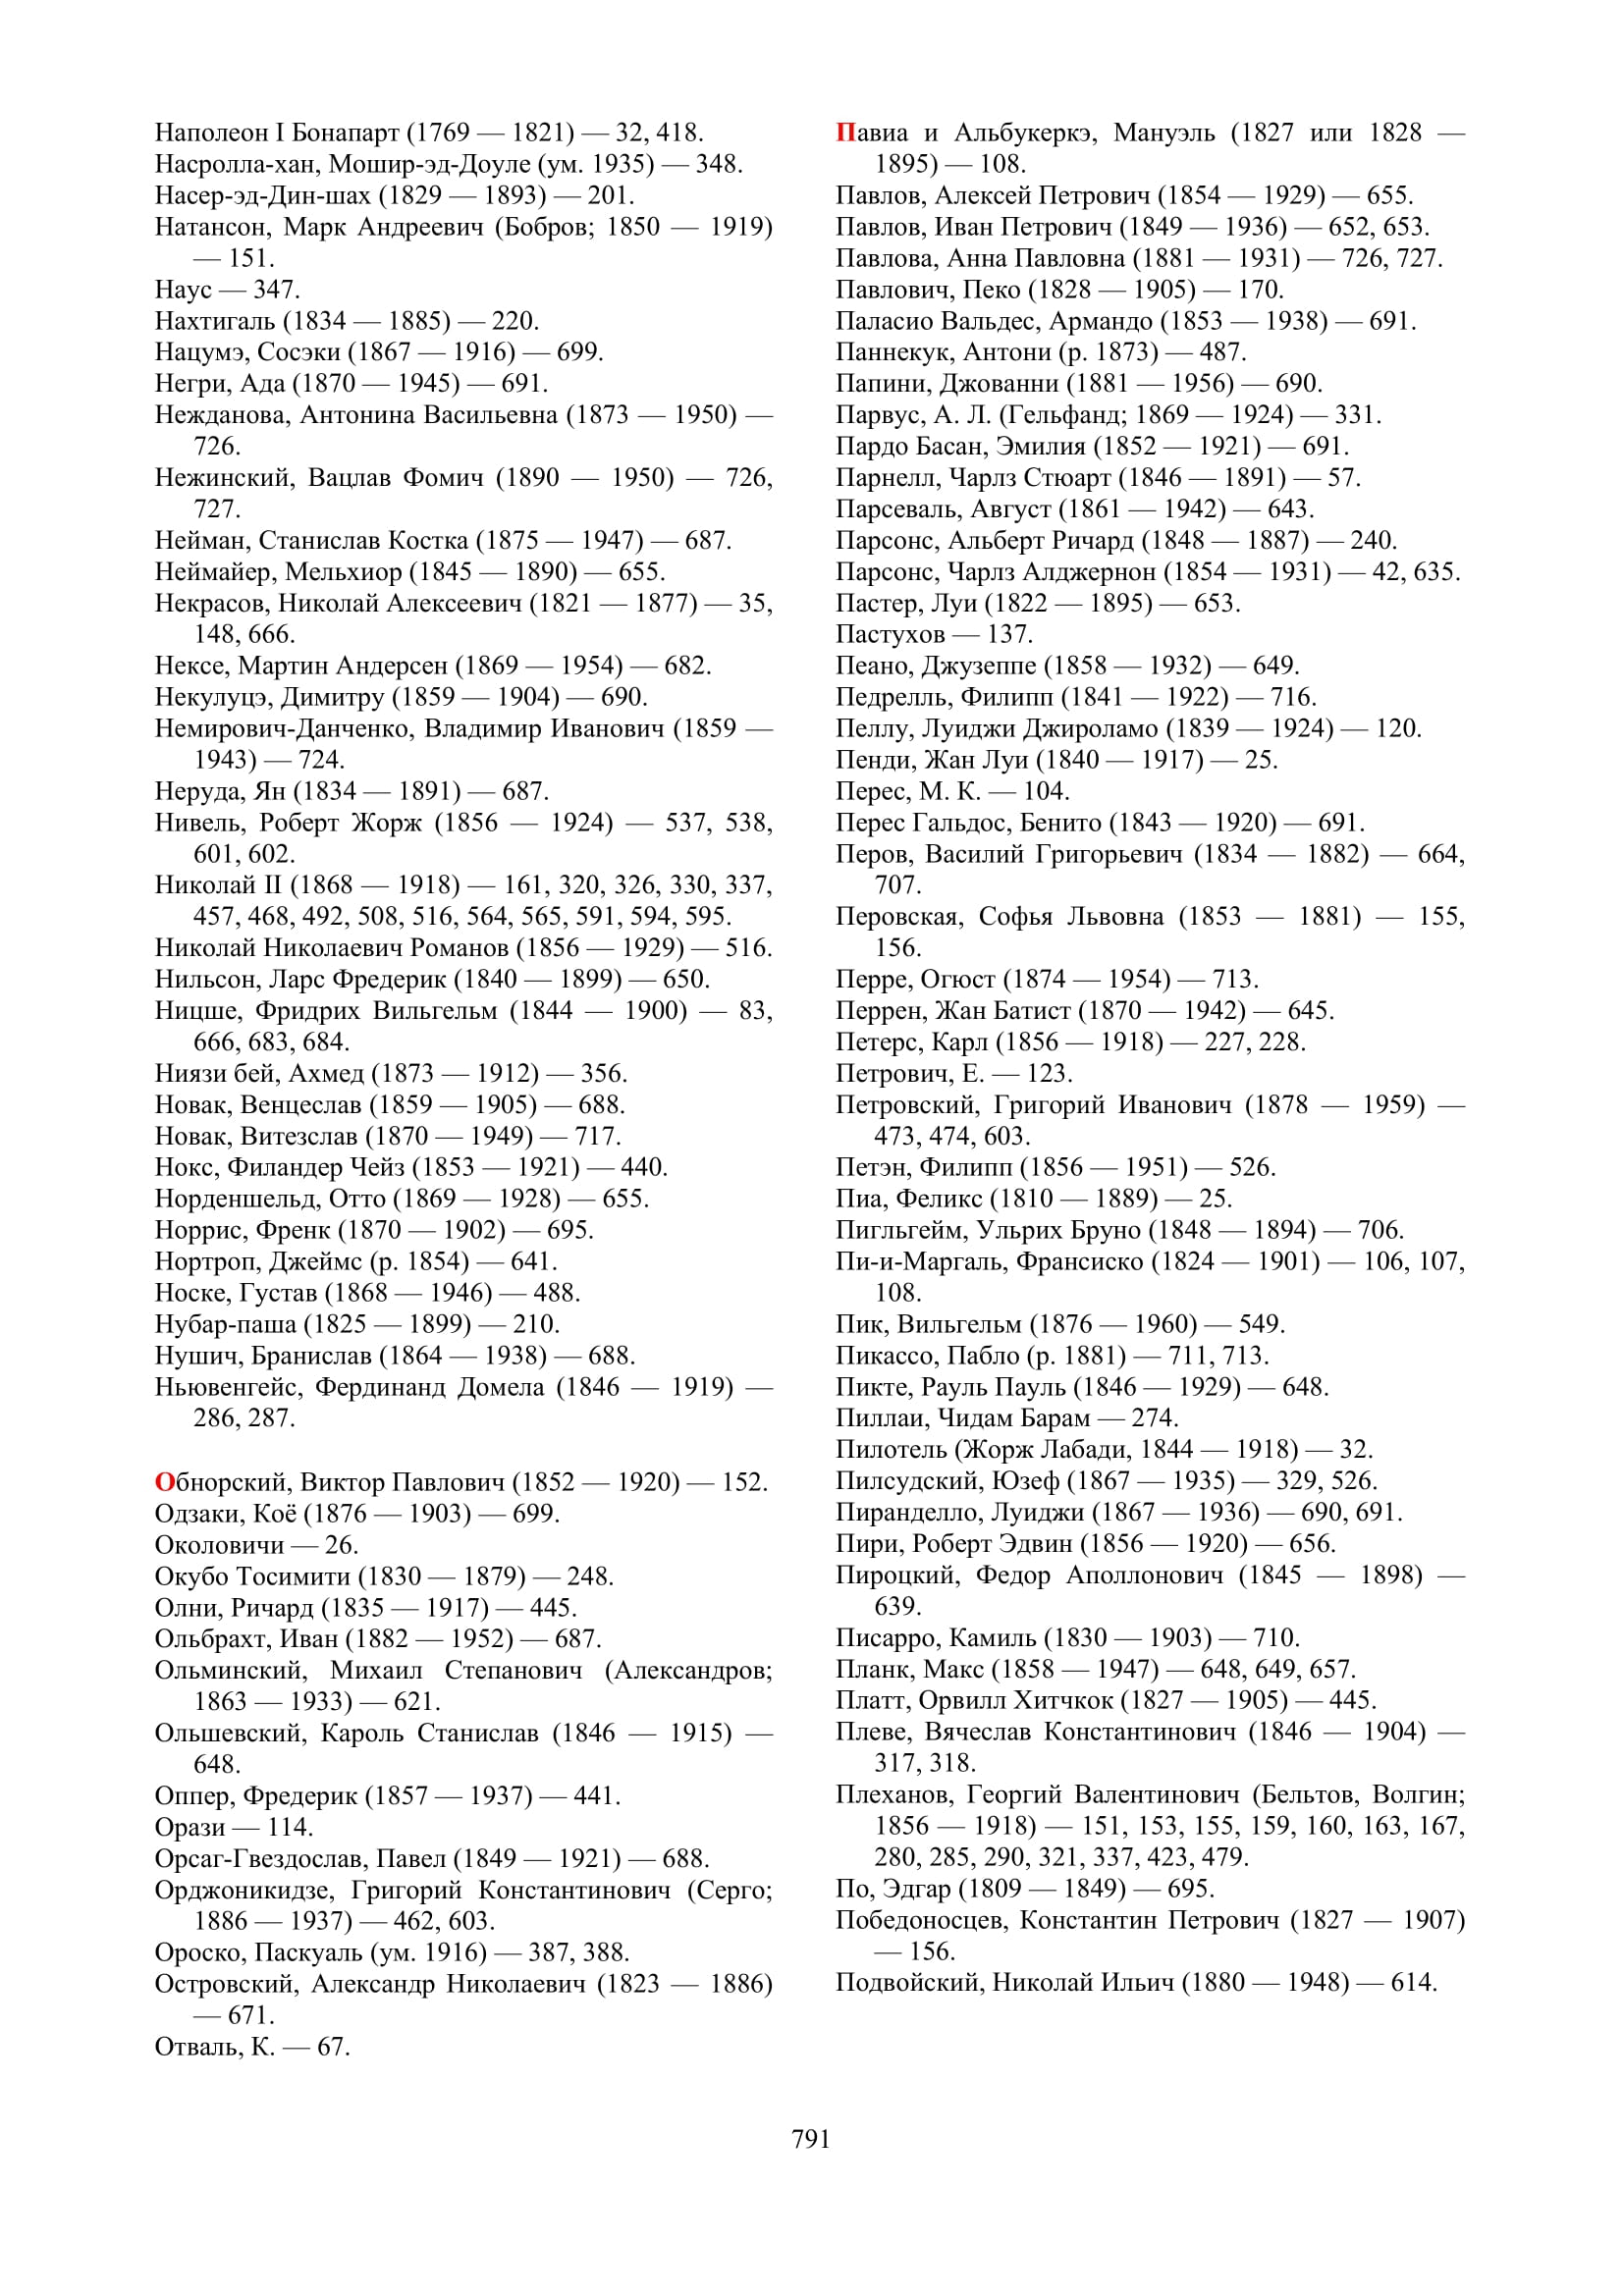 Наполеон I Бонапарт (1769 — 1821) — 32, 418.
Насролла-хан, Мошир-эд-Доуле (ум. 1935) — 348.
Насер-эд-Дин-шах (1829 — 1893) — 201.
Натансон, Марк Андреевич (Бобров; 1850 — 1919)
— 151.
Наус — 347.
Нахтигаль (1834 — 1885) — 220.
Нацумэ, Сосэки (1867 — 1916) — 699.
Негри, Ада (1870 — 1945) — 691.
Нежданова, Антонина Васильевна (1873 — 1950) —
726.
Нежинский, Вацлав Фомич (1890 — 1950) — 726,
727.
Нейман, Станислав Костка (1875 — 1947) — 687.
Неймайер, Мельхиор (1845 — 1890) — 655.
Некрасов, Николай Алексеевич (1821 — 1877) — 35,
148, 666.
Нексе, Мартин Андерсен (1869 — 1954) — 682.
Некулуцэ, Димитру (1859 — 1904) — 690.
Немирович-Данченко, Владимир Иванович (1859 —
1943) — 724.
Неруда, Ян (1834 — 1891) — 687.
Нивель, Роберт Жорж (1856 — 1924) — 537, 538,
601, 602.
Николай II (1868 — 1918) — 161, 320, 326, 330, 337,
457, 468, 492, 508, 516, 564, 565, 591, 594, 595.
Николай Николаевич Романов (1856 — 1929) — 516.
Нильсон, Ларс Фредерик (1840 — 1899) — 650.
Ницше, Фридрих Вильгельм (1844 — 1900) — 83,
666, 683, 684.
Ниязи бей, Ахмед (1873 — 1912) — 356.
Новак, Венцеслав (1859 — 1905) — 688.
Новак, Витезслав (1870 — 1949) — 717.
Нокс, Филандер Чейз (1853 — 1921) — 440.
Норденшельд, Отто (1869 — 1928) — 655.
Норрис, Френк (1870 — 1902) — 695.
Нортроп, Джеймс (р. 1854) — 641.
Носке, Густав (1868 — 1946) — 488.
Нубар-паша (1825 — 1899) — 210.
Нушич, Бранислав (1864 — 1938) — 688.
Ньювенгейс, Фердинанд Домела (1846 — 1919) —
286, 287.
Обнорский, Виктор Павлович (1852 — 1920) — 152.
Одзаки, Коё (1876 — 1903) — 699.
Околовичи — 26.
Окубо Тосимити (1830 — 1879) — 248.
Олни, Ричард (1835 — 1917) — 445.
Ольбрахт, Иван (1882 — 1952) — 687.
Ольминский, Михаил Степанович (Александров;
1863 — 1933) — 621.
Ольшевский, Кароль Станислав (1846 — 1915) —
648.
Оппер, Фредерик (1857 — 1937) — 441.
Орази — 114.
Орсаг-Гвездослав, Павел (1849 — 1921) — 688.
Орджоникидзе, Григорий Константинович (Серго;
1886 — 1937) — 462, 603.
Ороско, Паскуаль (ум. 1916) — 387, 388.
Островский, Александр Николаевич (1823 — 1886)
— 671.
Отваль, К. — 67.
Павиа и Альбукеркэ, Мануэль (1827 или 1828 —
1895) — 108.
Павлов, Алексей Петрович (1854 — 1929) — 655.
Павлов, Иван Петрович (1849 — 1936) — 652, 653.
Павлова, Анна Павловна (1881 — 1931) — 726, 727.
Павлович, Пеко (1828 — 1905) — 170.
Паласио Вальдес, Армандо (1853 — 1938) — 691.
Паннекук, Антони (р. 1873) — 487.
Папини, Джованни (1881 — 1956) — 690.
Парвус, А. Л. (Гельфанд; 1869 — 1924) — 331.
Пардо Басан, Эмилия (1852 — 1921) — 691.
Парнелл, Чарлз Стюарт (1846 — 1891) — 57.
Парсеваль, Август (1861 — 1942) — 643.
Парсонс, Альберт Ричард (1848 — 1887) — 240.
Парсонс, Чарлз Алджернон (1854 — 1931) — 42, 635.
Пастер, Луи (1822 — 1895) — 653.
Пастухов — 137.
Пеано, Джузеппе (1858 — 1932) — 649.
Педрелль, Филипп (1841 — 1922) — 716.
Пеллу, Луиджи Джироламо (1839 — 1924) — 120.
Пенди, Жан Луи (1840 — 1917) — 25.
Перес, М. К. — 104.
Перес Гальдос, Бенито (1843 — 1920) — 691.
Перов, Василий Григорьевич (1834 — 1882) — 664,
707.
Перовская, Софья Львовна (1853 — 1881) — 155,
156.
Перре, Огюст (1874 — 1954) — 713.
Перрен, Жан Батист (1870 — 1942) — 645.
Петерс, Карл (1856 — 1918) — 227, 228.
Петрович, Е. — 123.
Петровский, Григорий Иванович (1878 — 1959) —
473, 474, 603.
Петэн, Филипп (1856 — 1951) — 526.
Пиа, Феликс (1810 — 1889) — 25.
Пигльгейм, Ульрих Бруно (1848 — 1894) — 706.
Пи-и-Маргаль, Франсиско (1824 — 1901) — 106, 107,
108.
Пик, Вильгельм (1876 — 1960) — 549.
Пикассо, Пабло (р. 1881) — 711, 713.
Пикте, Рауль Пауль (1846 — 1929) — 648.
Пиллаи, Чидам Барам — 274.
Пилотель (Жорж Лабади, 1844 — 1918) — 32.
Пилсудский, Юзеф (1867 — 1935) — 329, 526.
Пиранделло, Луиджи (1867 — 1936) — 690, 691.
Пири, Роберт Эдвин (1856 — 1920) — 656.
Пироцкий, Федор Аполлонович (1845 — 1898) —
639.
Писарро, Камиль (1830 — 1903) — 710.
Планк, Макс (1858 — 1947) — 648, 649, 657.
Платт, Орвилл Хитчкок (1827 — 1905) — 445.
Плеве, Вячеслав Константинович (1846 — 1904) —
317, 318.
Плеханов, Георгий Валентинович (Бельтов, Волгин;
1856 — 1918) — 151, 153, 155, 159, 160, 163, 167,
280, 285, 290, 321, 337, 423, 479.
По, Эдгар (1809 — 1849) — 695.
Победоносцев, Константин Петрович (1827 — 1907)
— 156.
Подвойский, Николай Ильич (1880 — 1948) — 614.
791